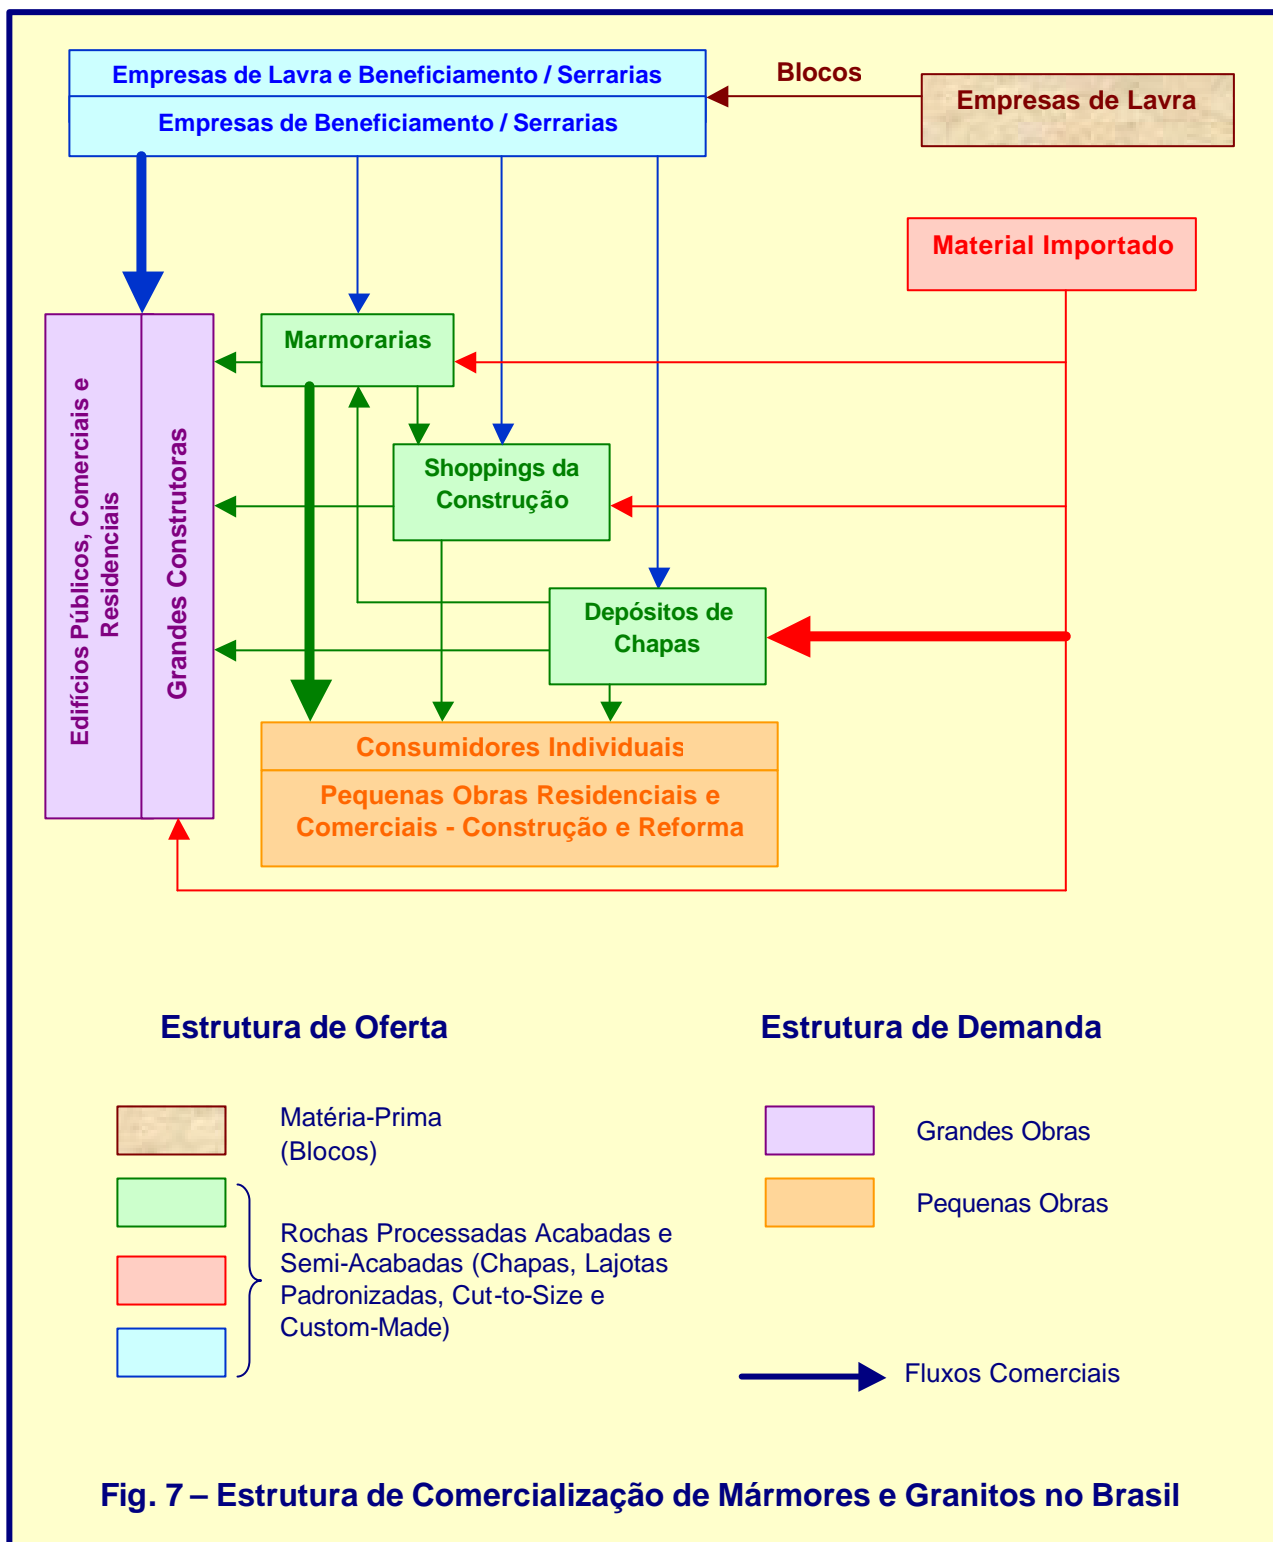 Empresas de Lavra e Beneficiamento / Serrarias
Empresas de Beneficiamento / Serrarias
Blocos
Empresas de Lavra
Material Importado
Edifícios Públicos, Comerciais e
Residenciais
Grandes Construtoras
Marmorarias
Shoppings da
Construção
Depósitos de
Chapas
Consumidores Individuais
Pequenas Obras Residenciais e
Comerciais - Construção e Reforma
Estrutura de Oferta
Matéria-Prima
(Blocos)
Rochas Processadas Acabadas e
Semi-Acabadas (Chapas, Lajotas
Padronizadas, Cut-to-Size e
Custom-Made)
Estrutura de Demanda
Grandes Obras
Pequenas Obras
Fluxos Comerciais
Fig. 7 – Estrutura de Comercialização de Mármores e Granitos no Brasil